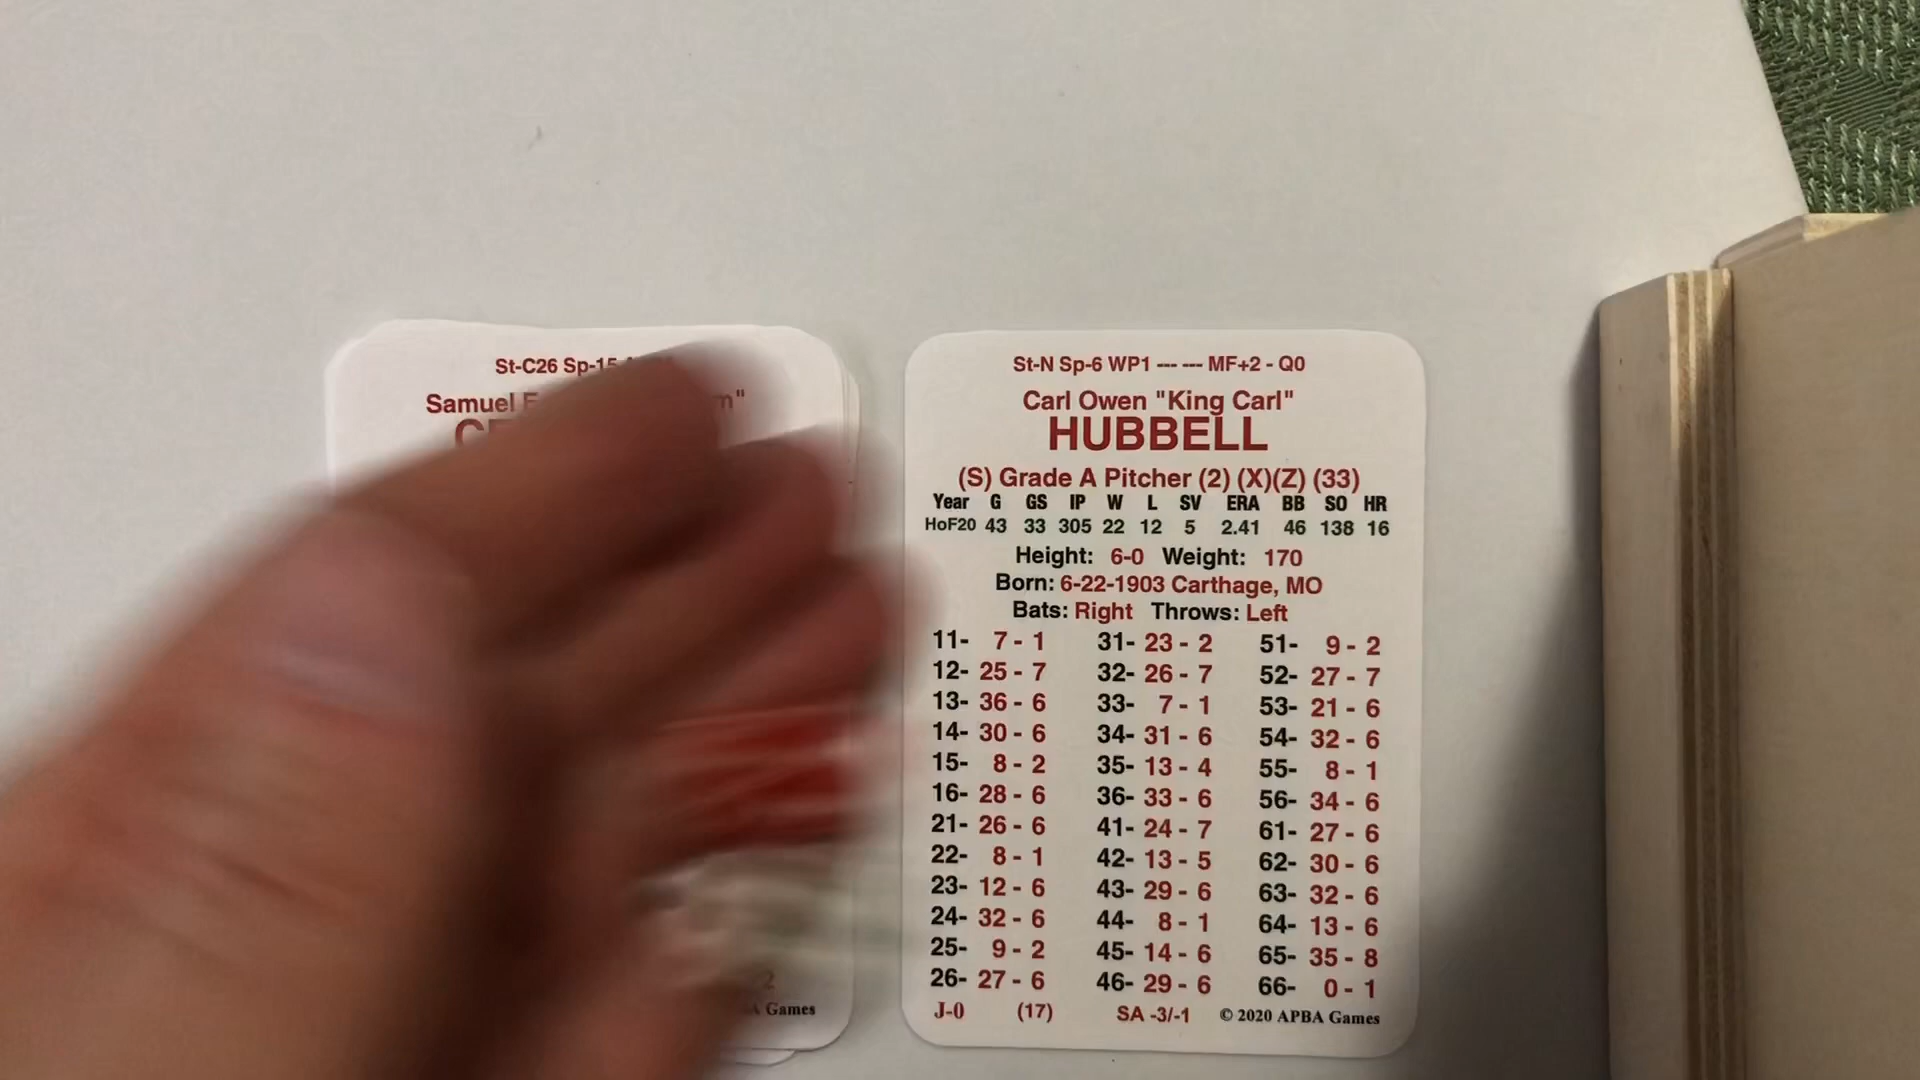 St-C26 Sp-15
Samuel
St-N Sp-6 WP1 --- --- MF+2 - Q0
Carl Owen "King Carl"
HUBBELL
(S) Grade A Pitcher (2) (X)(Z) (33)
Year G GS IP W L SV ERA BB SO HR
HoF20 43 33 305 22 12 5 2.41 46 138 16
Height: 6-0 Weight: 170
Born: 6-22-1903 Carthage, MO
Bats: Right Throws: Left
11- 7 - 1 31- 23 - 2 51- 9 - 2
12- 25 - 7 32- 26 - 7 52- 27 - 7
13- 36 - 6 33- 7 - 1 53- 21 - 6
14- 30 - 6 34- 31 - 6 54- 32 - 6
15- 8 - 2 35- 13 - 4 55- 8 - 1
16- 28 - 6 36- 33 - 6 56- 34 - 6
21- 26 - 6 41- 24 - 7 61- 27 - 6
22- 8 - 1 42- 13 - 5 62- 30 - 6
23- 12 - 6 43- 29 - 6 63- 32 - 6
24- 32 - 6 44- 8 - 1 64- 13 - 6
25- 9 - 2 45- 14 - 6 65- 35 - 8
26- 27 - 6 46- 29 - 6 66- 0 - 1
J-0 (17) SA -3/-1 © 2020 APBA Games
Games